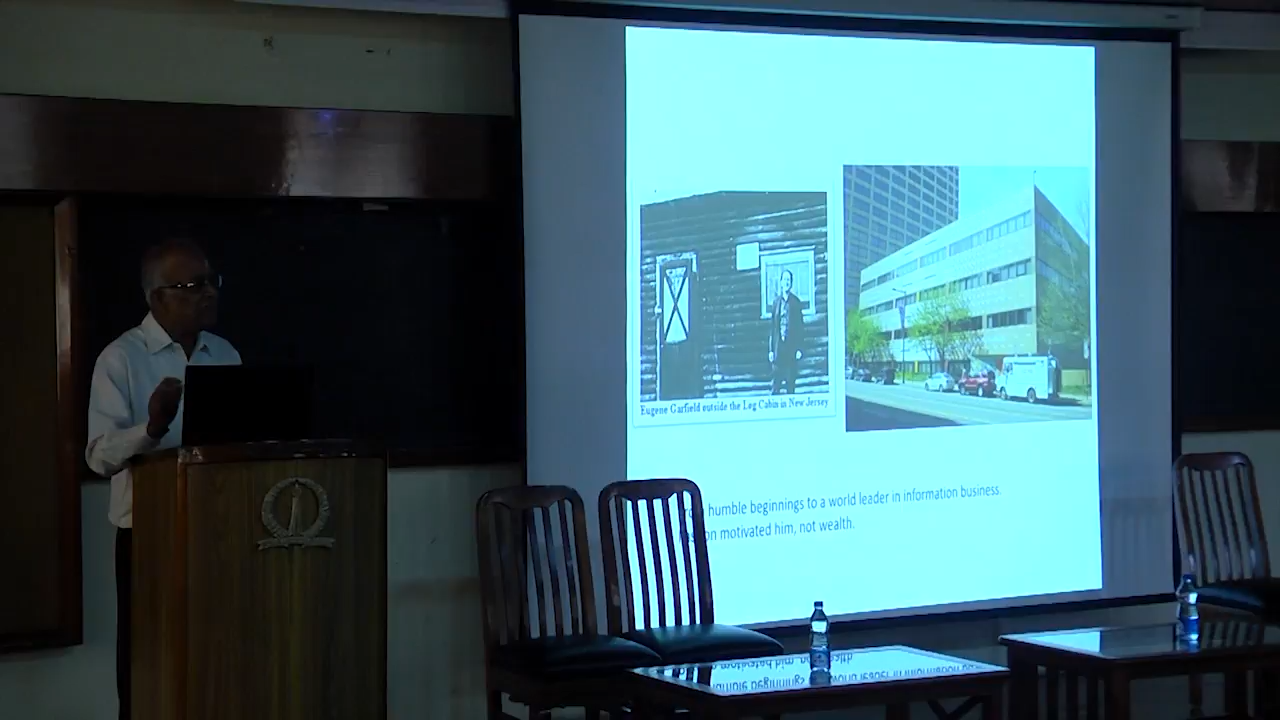 Eugene Garfield outside the Log Cabin in New Jersey
humble beginnings to a world leader in information business.
motivated him, not wealth.